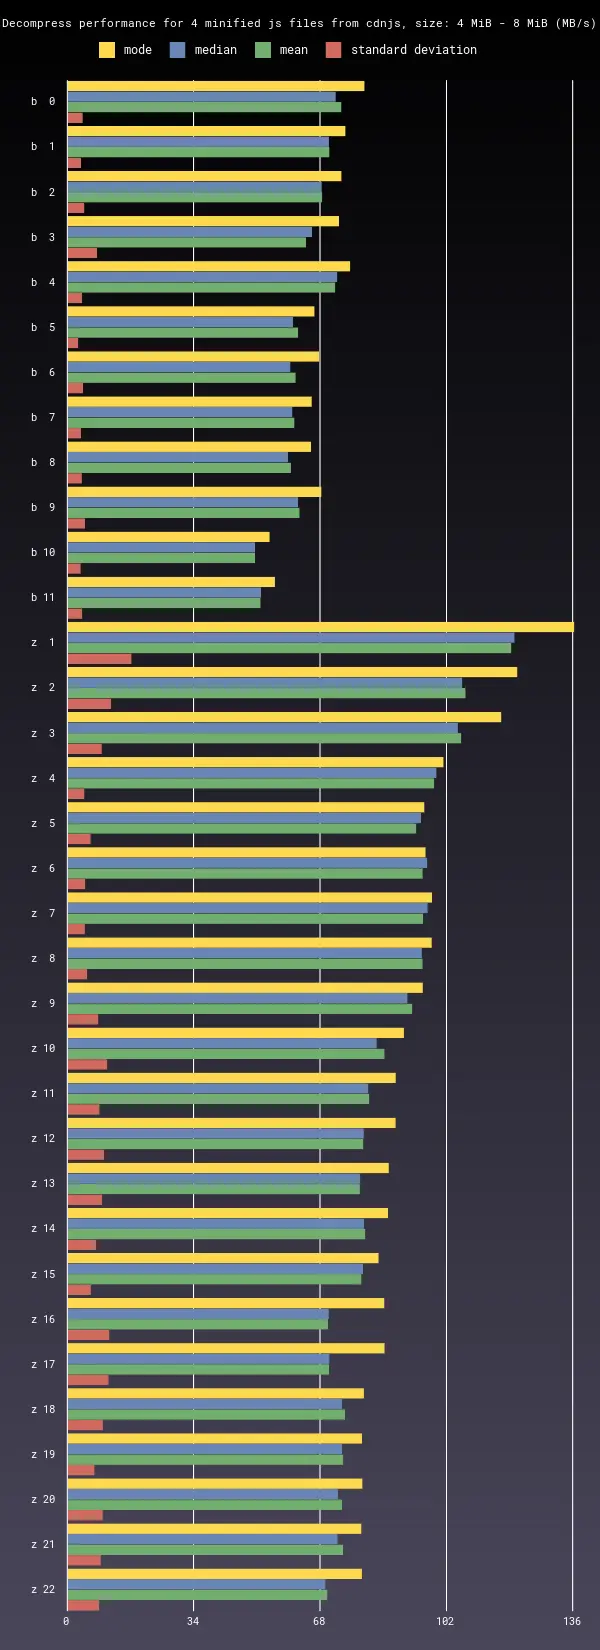 Decompress performance for 4 minified js files from cdnjs, size: 4 MiB - 8 MiB (MB/s)
mode median mean standard deviation
b 0
b 1
b 2
b 3
b 4
b 5
b 6
b 7
b 8
b 9
b 10
b 11
z 1
z 2
z 3
z 4
z 5
z 6
z 7
z 8
z 9
z 10
z 11
z 12
z 13
z 14
z 15
z 16
z 17
z 18
z 19
z 20
z 21
z 22
0 34 68 102 136